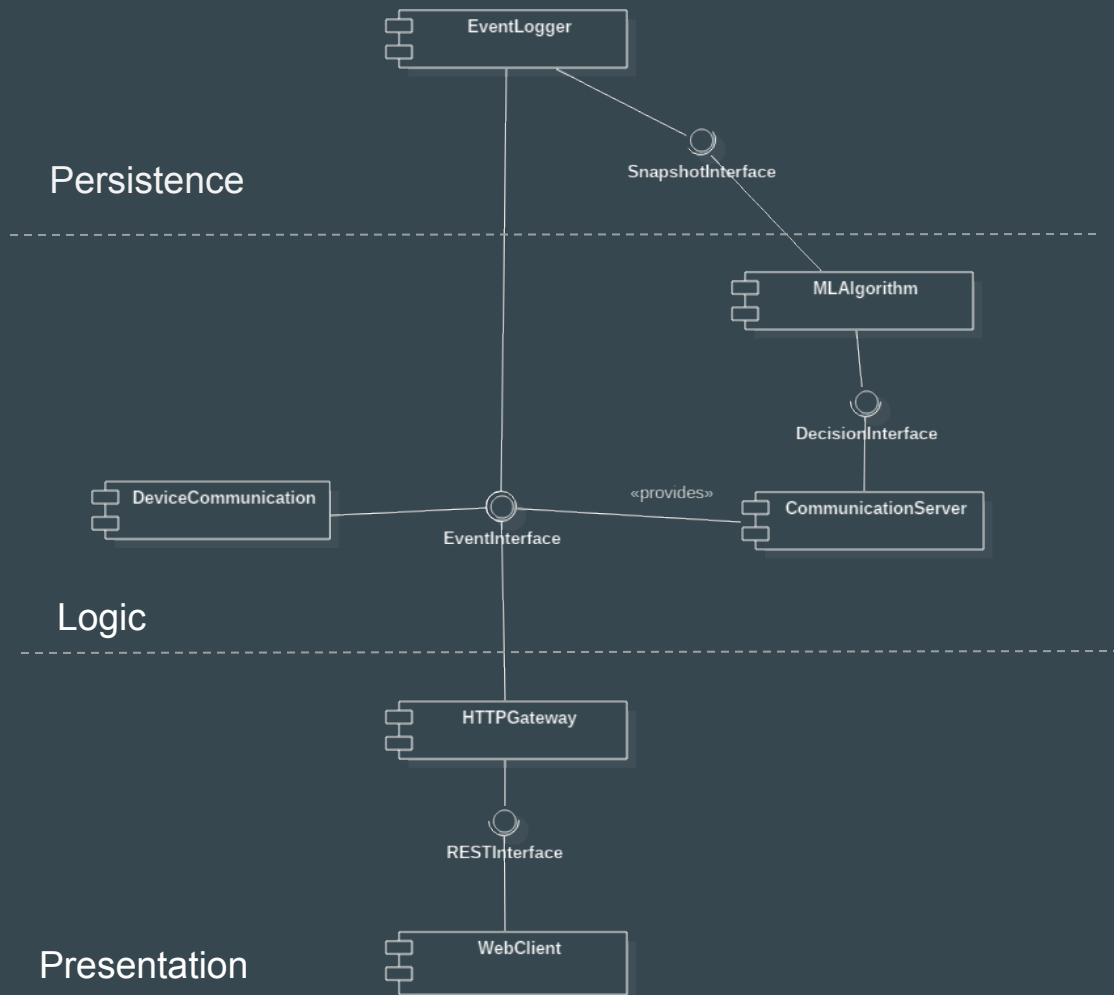 EventLogger
SnapshotInterface
Persistence
MLAlgorithm
DecisionInterface
DeviceCommunication
«provides»
CommunicationServer
EventInterface
Logic
HTTPGateway
RESTInterface
WebClient
Presentation